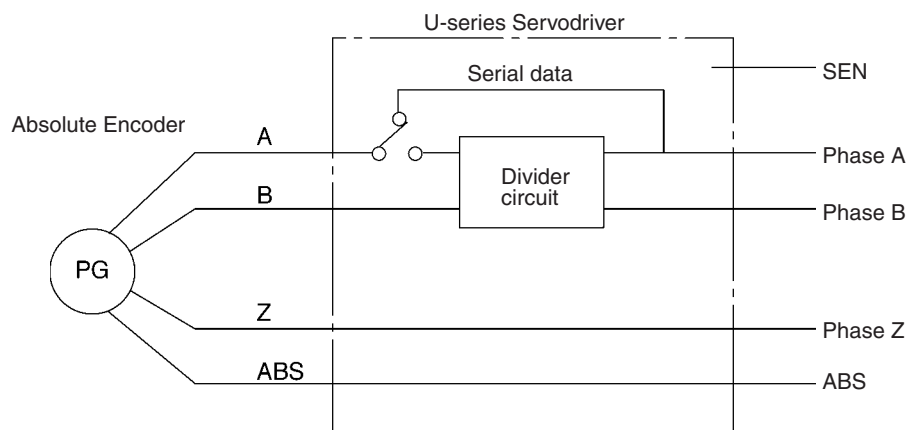 U-series Servodriver
SEN
Serial data
Absolute Encoder
A
Phase A
Divider
circuit
B
Phase B
PG
Z
Phase Z
ABS
ABS